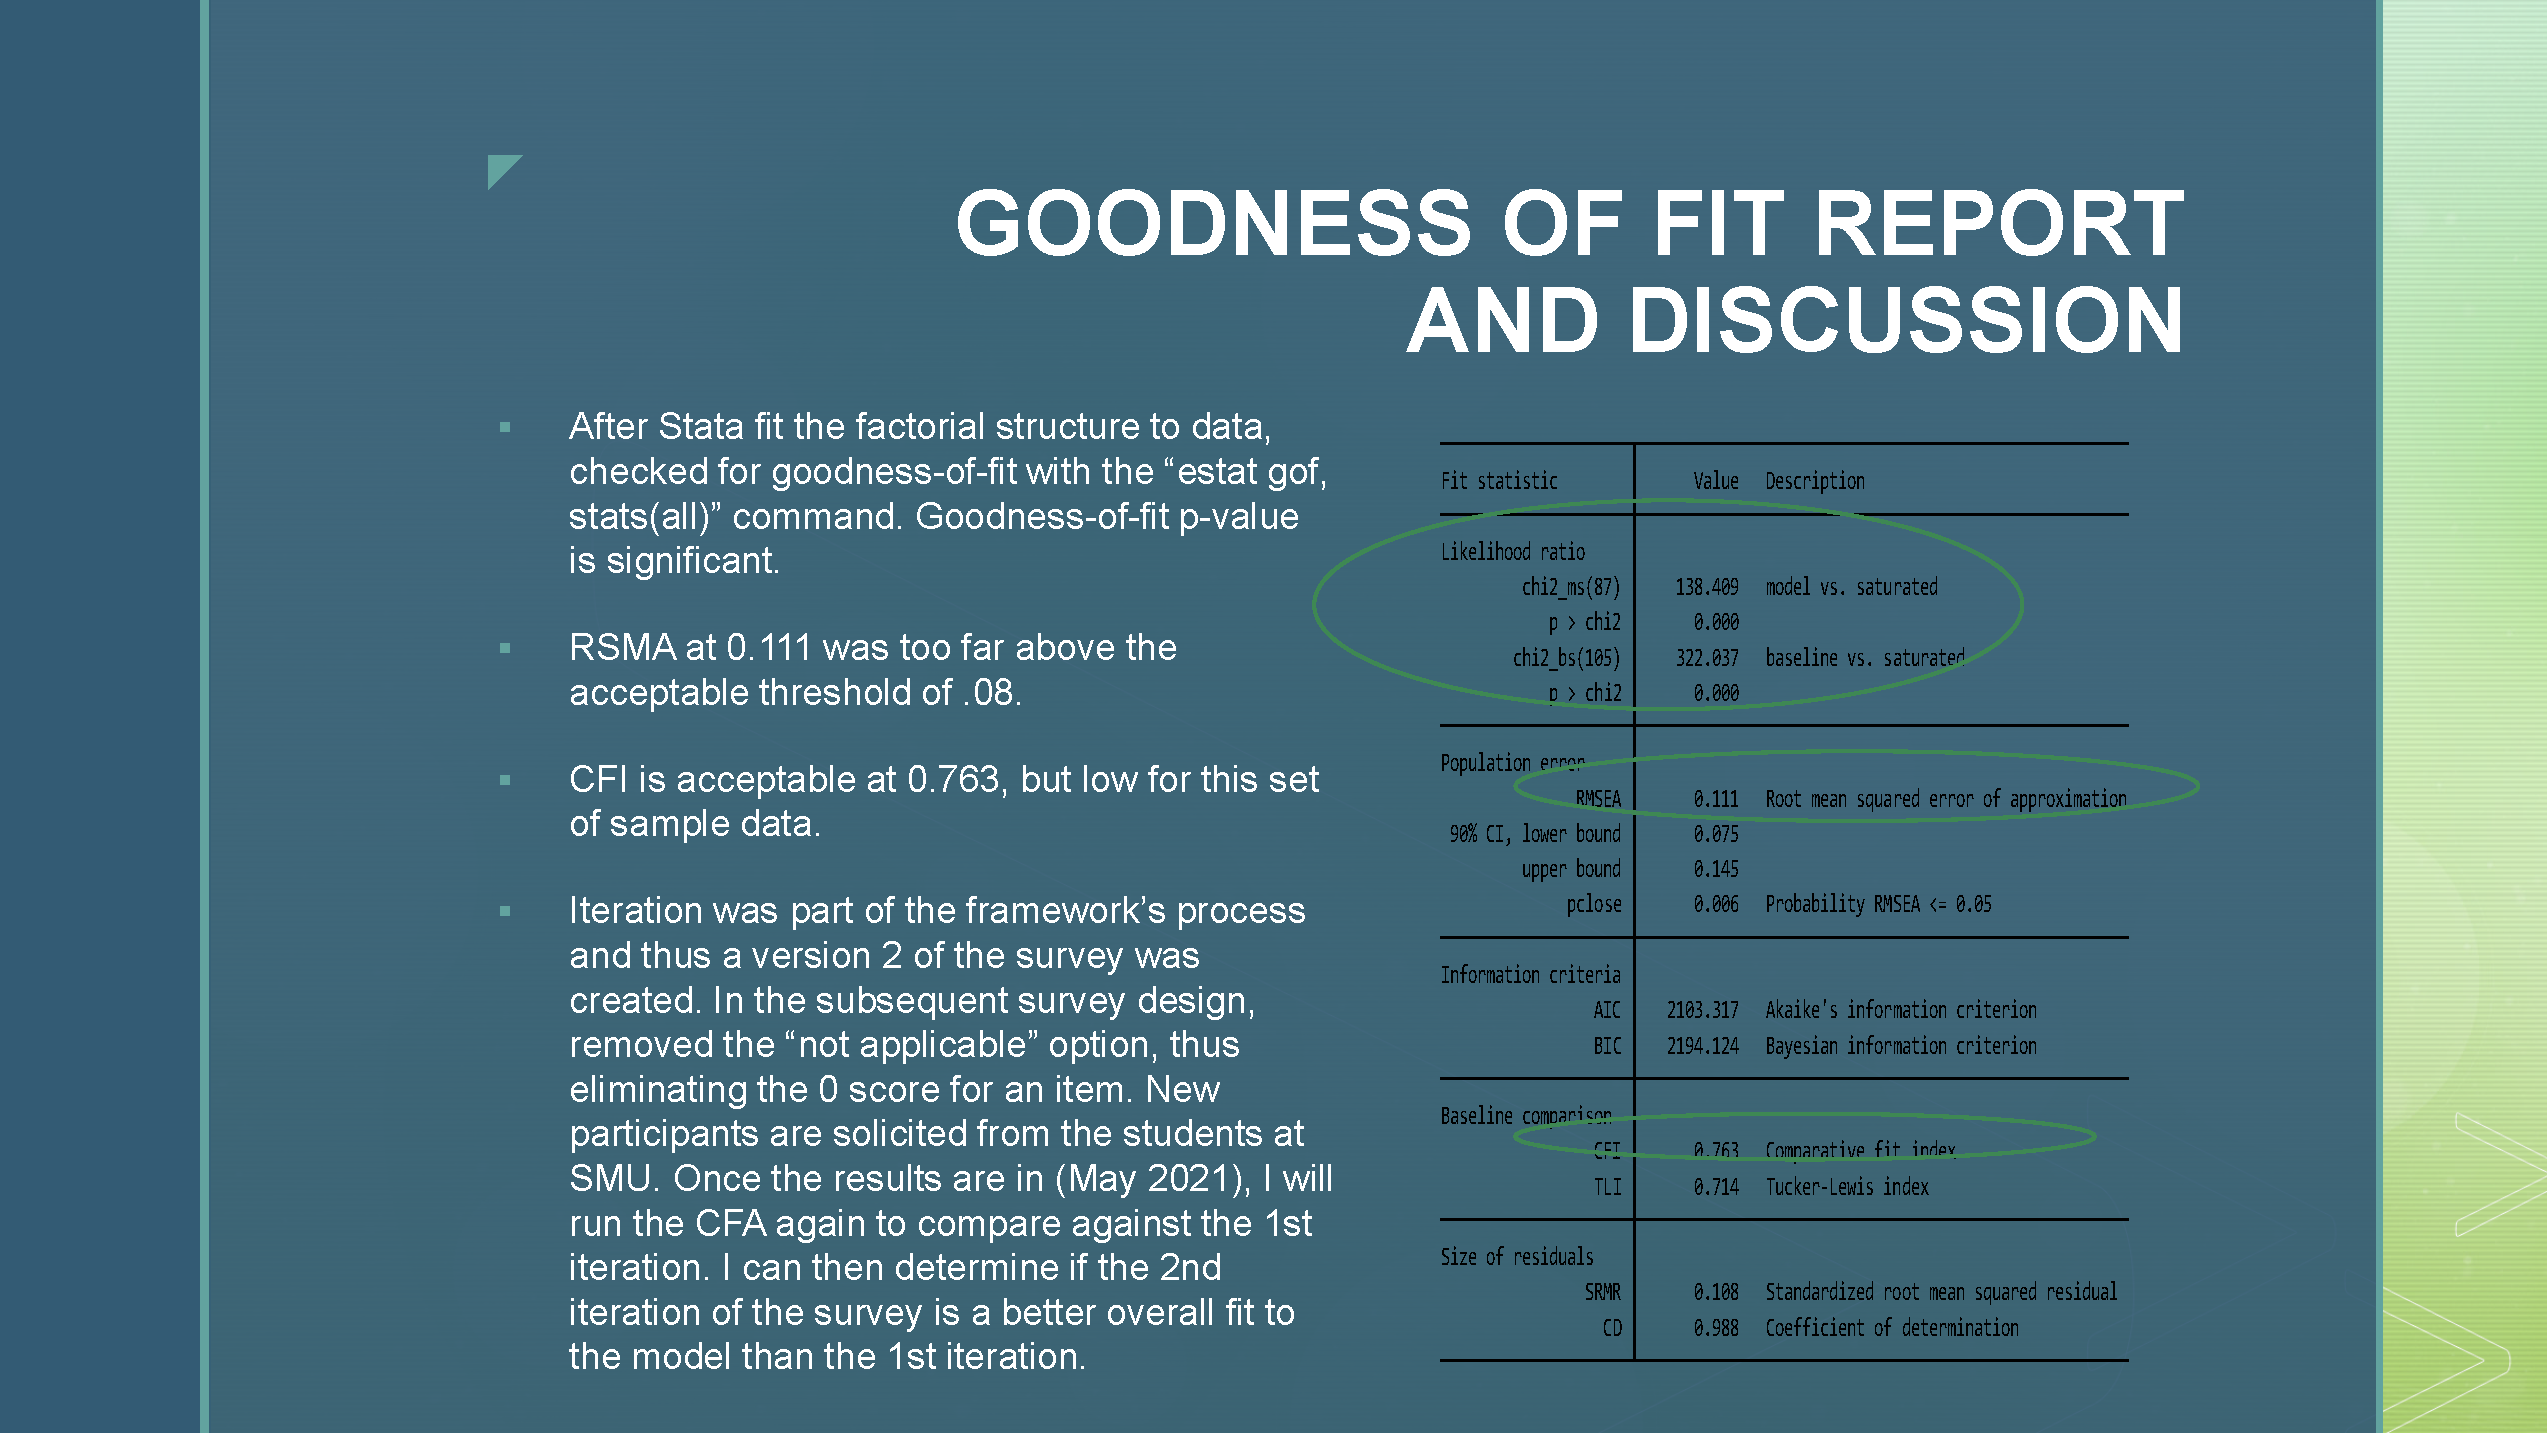 GOODNESS OF FIT REPORT
AND DISCUSSION
▪ After Stata fit the factorial structure to data,
checked for goodness-of-fit with the “estat gof,
stats(all)” command. Goodness-of-fit p-value
is significant.
▪ RSMA at 0.111 was too far above the
acceptable threshold of .08.
▪ CFI is acceptable at 0.763, but low for this set
of sample data.
▪ Iteration was part of the framework’s process
and thus a version 2 of the survey was
created. In the subsequent survey design,
removed the “not applicable” option, thus
eliminating the 0 score for an item. New
participants are solicited from the students at
SMU. Once the results are in (May 2021), I will
run the CFA again to compare against the 1st
iteration. I can then determine if the 2nd
iteration of the survey is a better overall fit to
the model than the 1st iteration.
Fit statistic Value Description
Likelihood ratio
chi2_ms(87) 138.409 model vs. saturated
p > chi2 0.000
chi2_bs(105) 322.037 baseline vs. saturated
p > chi2 0.000
Population error
RMSEA 0.111 Root mean squared error of approximation
90% CI, lower bound 0.075
upper bound 0.145
pclose 0.006 Probability RMSEA <= 0.05
Information criteria
AIC 2103.317 Akaike's information criterion
BIC 2194.124 Bayesian information criterion
Baseline comparison
CFI 0.763 Comparative fit index
TLI 0.714 Tucker-Lewis index
Size of residuals
SRMR 0.108 Standardized root mean squared residual
CD 0.988 Coefficient of determination